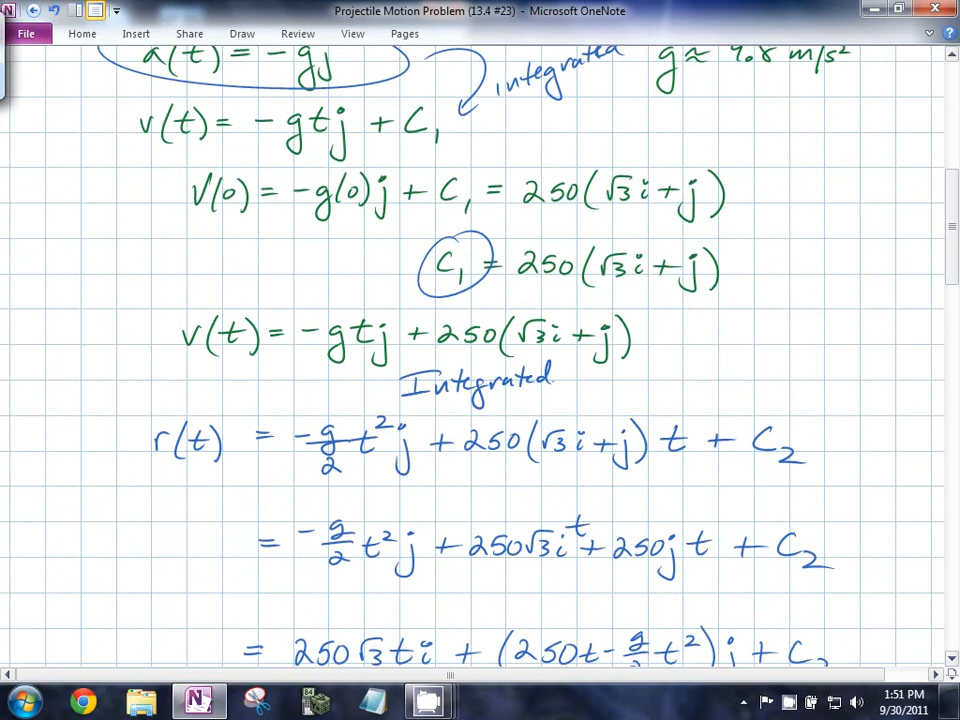 Projectile Motion Problem (13.4 #23) - Microsoft OneNote
File Home Insert Share Draw Review View Pages
a(t) = -gj integrated g ≈ 9.8 m/s²
v(t) = -gtj + C₁
V(0) = -g(0)j + C₁ = 250(√3i+j)
C₁ = 250(√3i+j)
v(t) = -gtj + 250(√3i+j)
Integrated
r(t) = -g/2 t²j + 250(√3i+j) t + C₂
= -g/2 t²j + 250√3i t + 250j t + C₂
= 250√3ti + (250t - g/2 t²)j + C₂
1:51 PM
9/30/2011